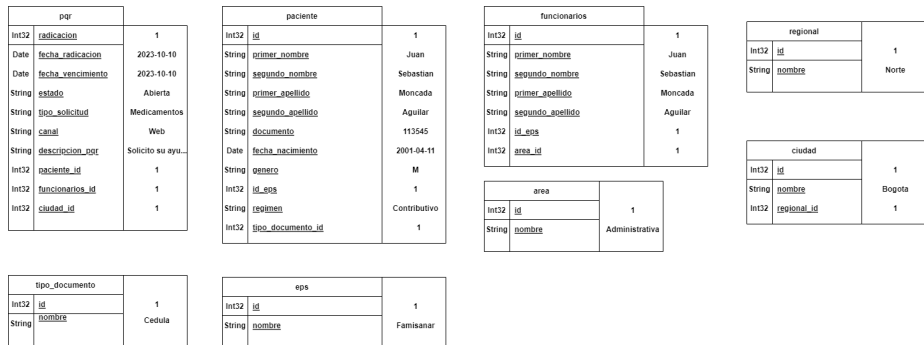 pqr
Int32 radicacion 1
Date fecha_radicacion 2023-10-10
Date fecha_vencimiento 2023-10-10
String estado Abierta
String tipo_solicitud Medicamentos
String canal Web
String descripcion_pqr Solicito su ayu...
Int32 paciente_id 1
Int32 funcionarios_id 1
Int32 ciudad_id 1
paciente
Int32 id 1
String primer_nombre Juan
String segundo_nombre Sebastian
String primer_apellido Moncada
String segundo_apellido Aguilar
String documento 113545
Date fecha_nacimiento 2001-04-11
String genero M
Int32 id_eps 1
String regimen Contributivo
Int32 tipo_documento_id 1
funcionarios
Int32 id 1
String primer_nombre Juan
String segundo_nombre Sebastian
String primer_apellido Moncada
String segundo_apellido Aguilar
Int32 id_eps 1
Int32 area_id 1
area
Int32 id 1
String nombre Administrativa
regional
Int32 id 1
String nombre Norte
ciudad
Int32 id 1
String nombre Bogota
Int32 regional_id 1
tipo_documento
Int32 id 1
String nombre Cedula
eps
Int32 id 1
String nombre Famisanar